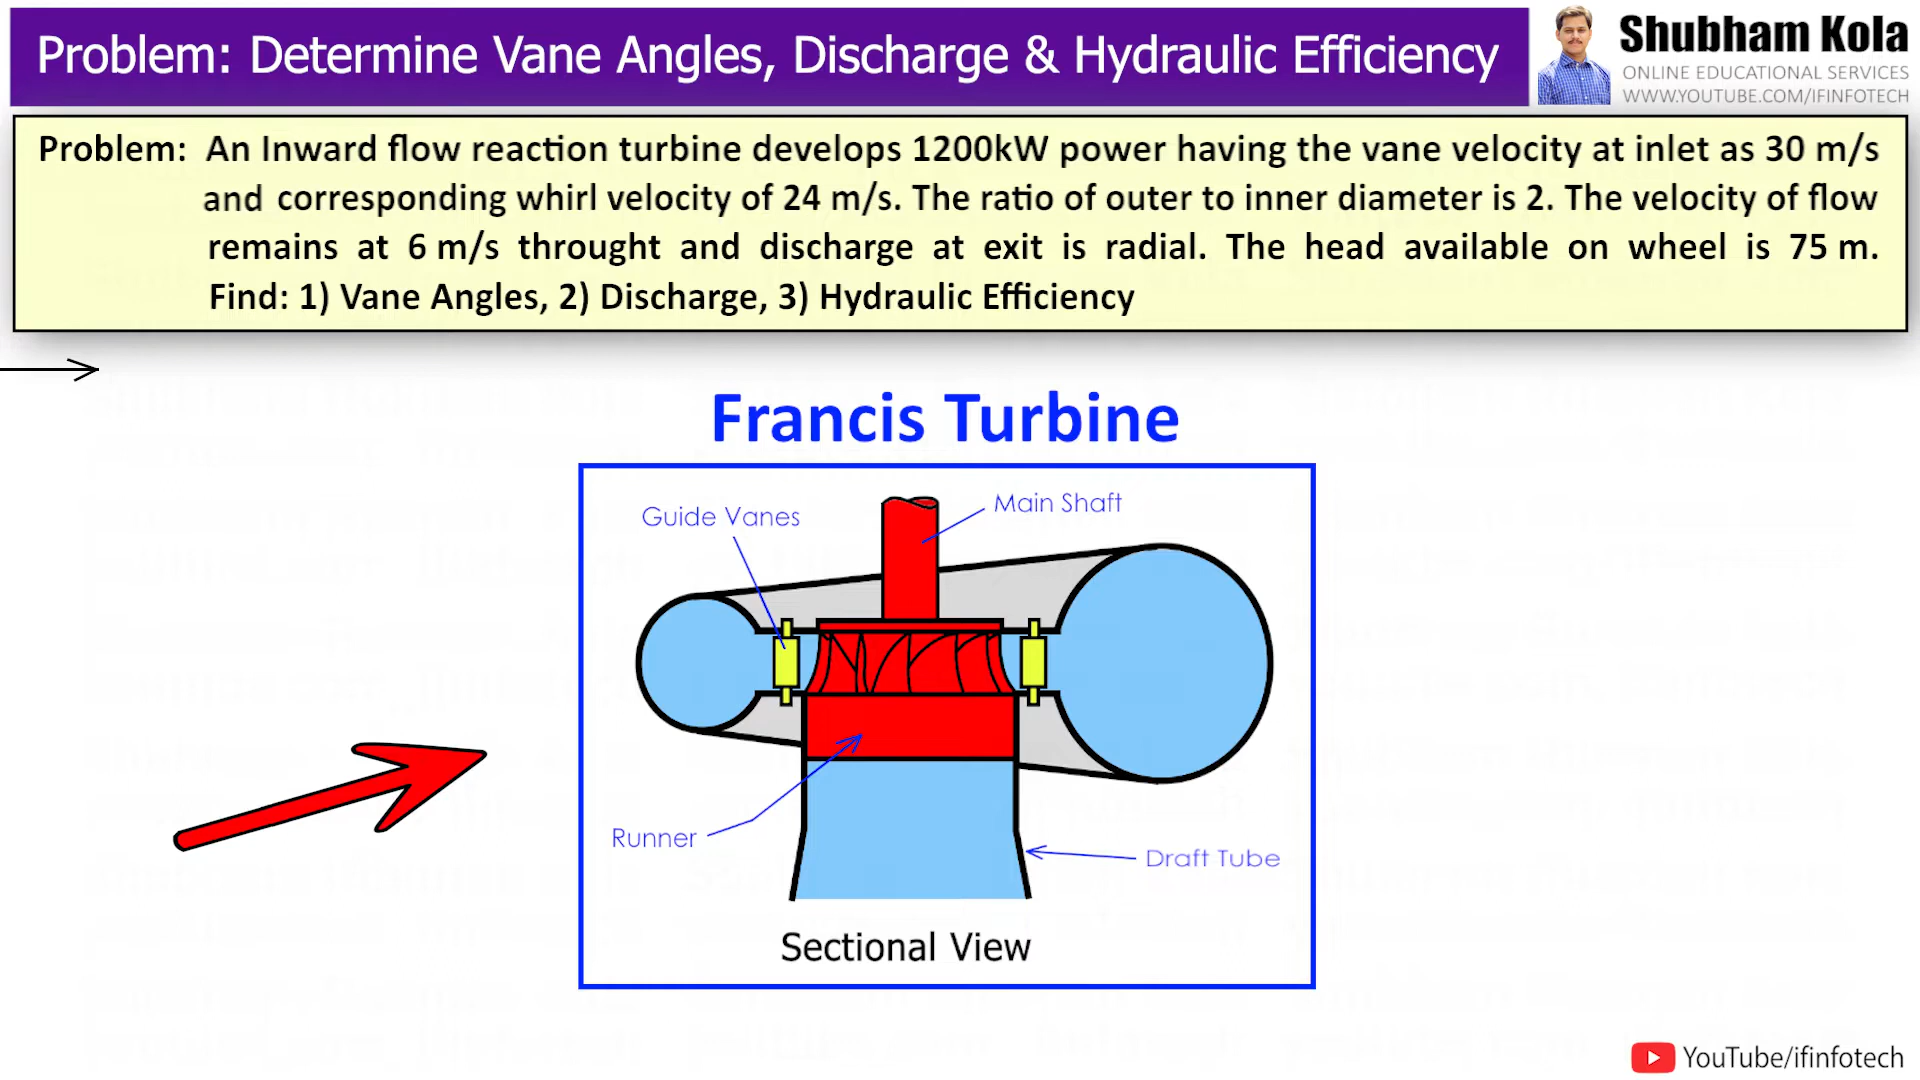 Problem: Determine Vane Angles, Discharge & Hydraulic Efficiency
Shubham Kola
ONLINE EDUCATIONAL SERVICES
WWW.YOUTUBE.COM/IFINFOTECH
Problem: An Inward flow reaction turbine develops 1200kW power having the vane velocity at inlet as 30 m/s
and corresponding whirl velocity of 24 m/s. The ratio of outer to inner diameter is 2. The velocity of flow
remains at 6 m/s throught and discharge at exit is radial. The head available on wheel is 75 m.
Find: 1) Vane Angles, 2) Discharge, 3) Hydraulic Efficiency
Francis Turbine
Guide Vanes
Main Shaft
Runner
Draft Tube
Sectional View
YouTube/ifinfotech